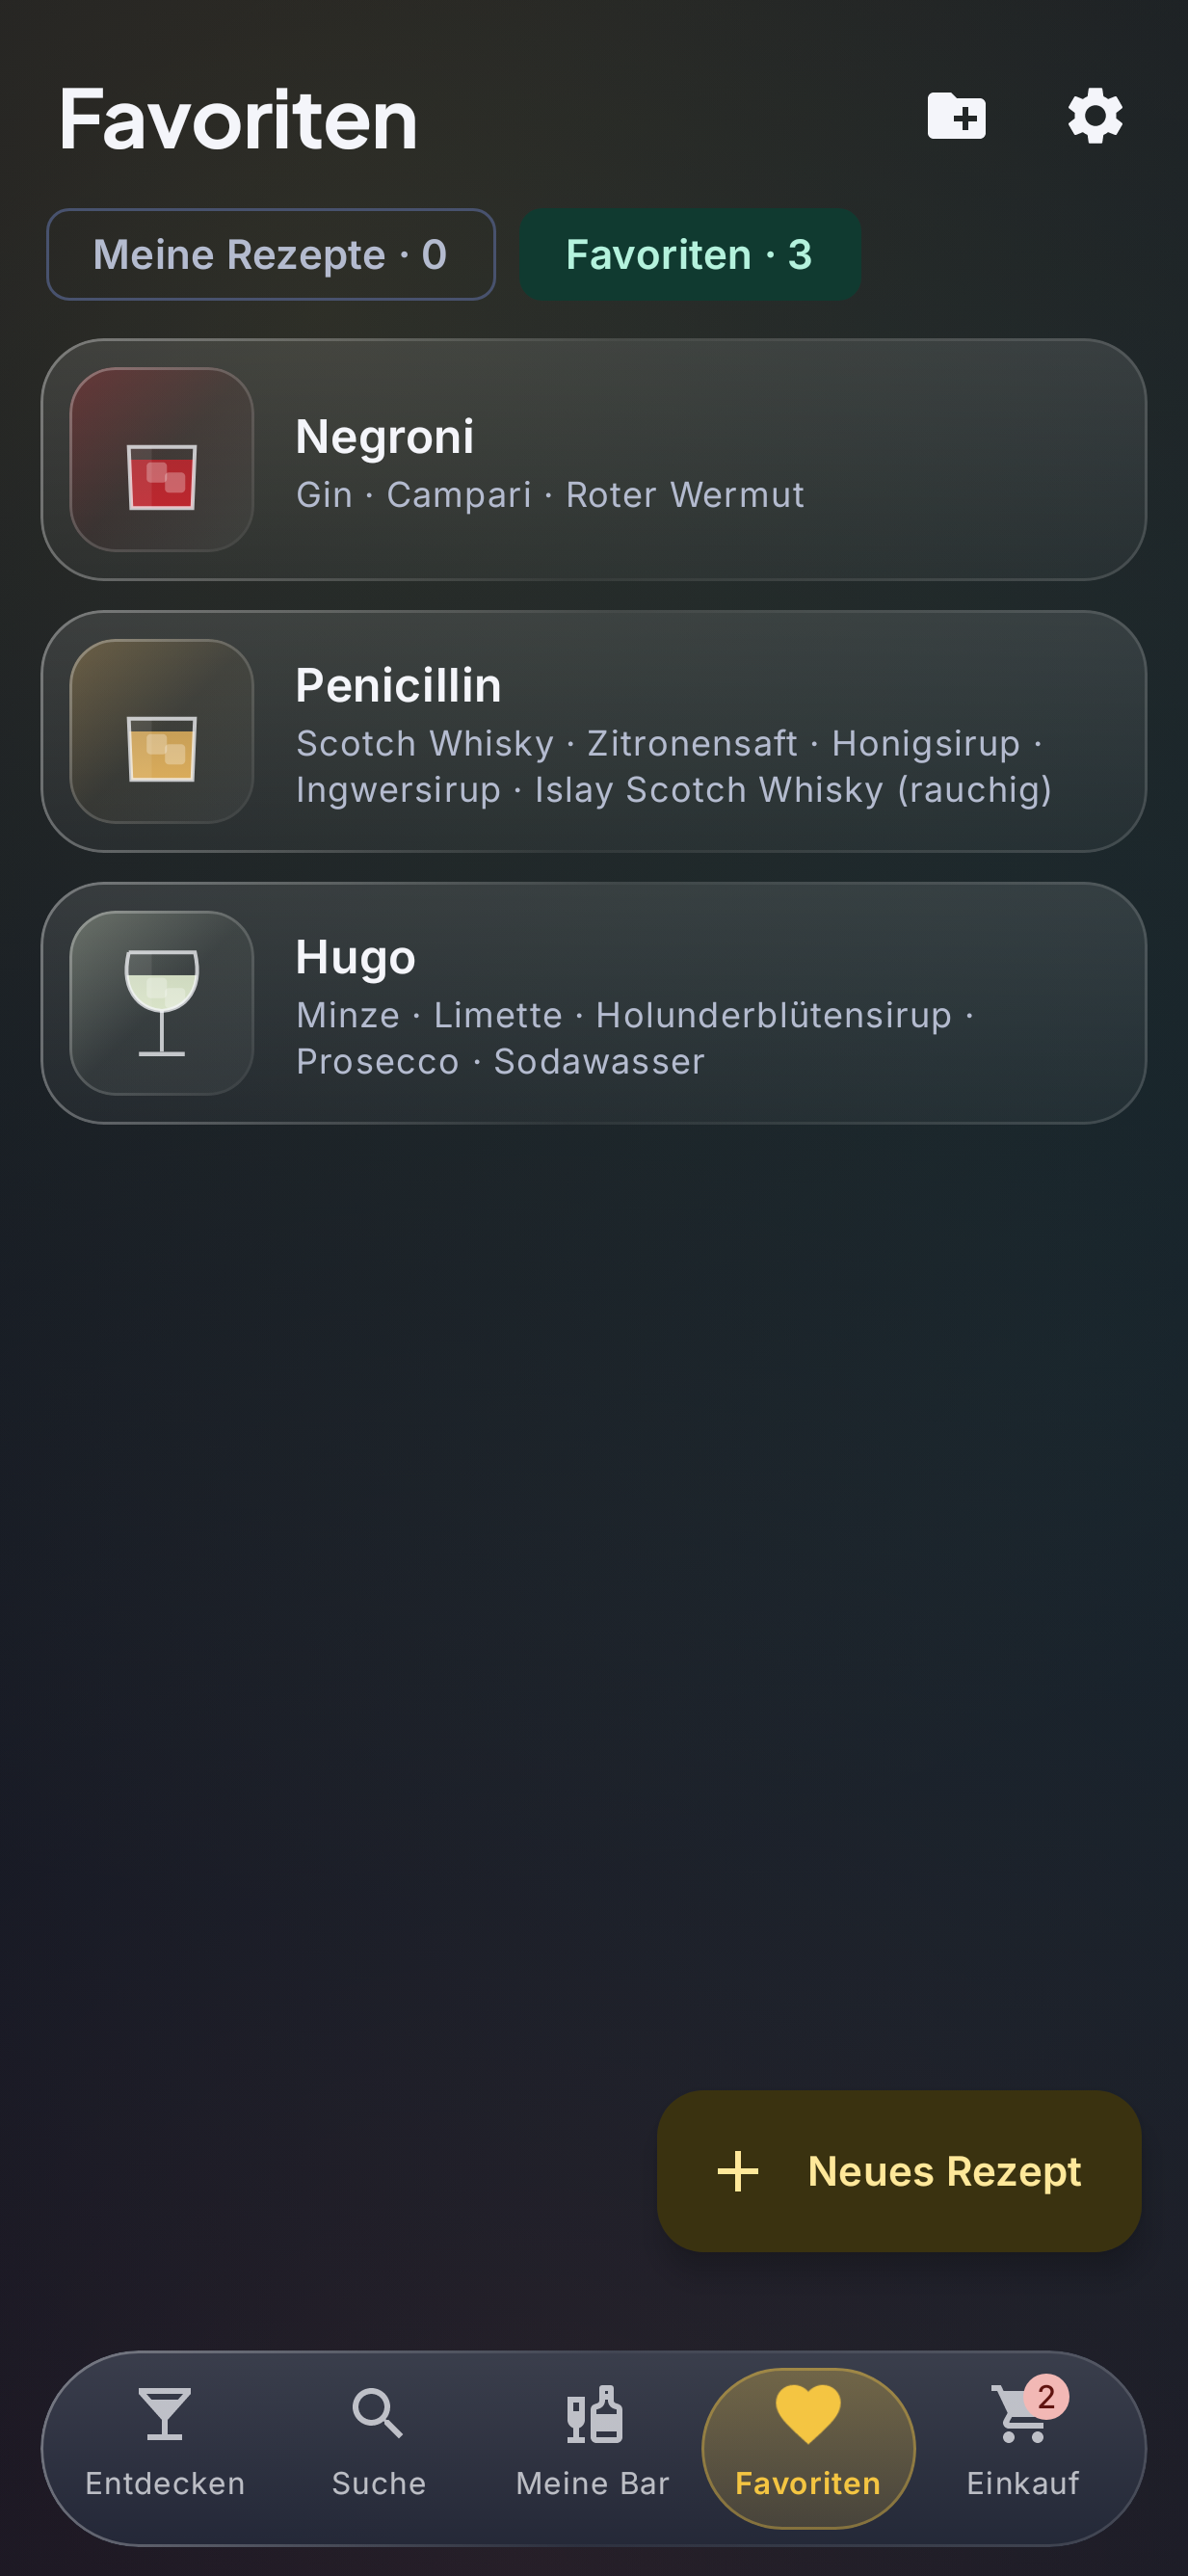 Favoriten
Meine Rezepte · 0
Favoriten · 3
Negroni
Gin · Campari · Roter Wermut
Penicillin
Scotch Whisky · Zitronensaft · Honigsirup ·
Ingwersirup · Islay Scotch Whisky (rauchig)
Hugo
Minze · Limette · Holunderblütensirup ·
Prosecco · Sodawasser
Neues Rezept
2
Entdecken
Suche
Meine Bar
Favoriten
Einkauf